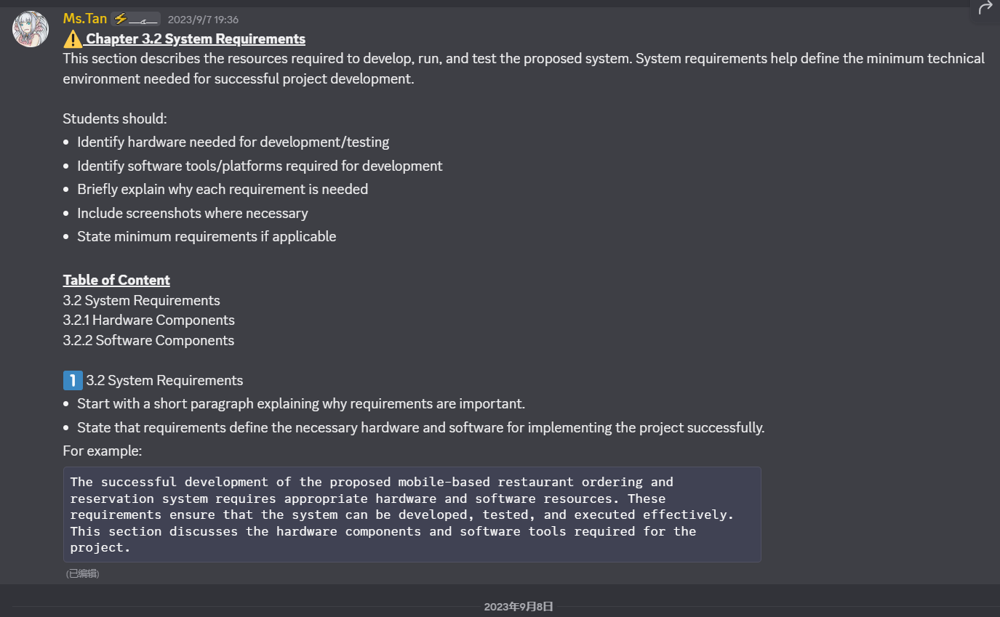 Ms.Tan 2023/9/7 19:36
⚠️ Chapter 3.2 System Requirements
This section describes the resources required to develop, run, and test the proposed system. System requirements help define the minimum technical
environment needed for successful project development.
Students should:
• Identify hardware needed for development/testing
• Identify software tools/platforms required for development
• Briefly explain why each requirement is needed
• Include screenshots where necessary
• State minimum requirements if applicable
Table of Content
3.2 System Requirements
3.2.1 Hardware Components
3.2.2 Software Components
1️⃣ 3.2 System Requirements
• Start with a short paragraph explaining why requirements are important.
• State that requirements define the necessary hardware and software for implementing the project successfully.
For example:
The successful development of the proposed mobile-based restaurant ordering and
reservation system requires appropriate hardware and software resources. These
requirements ensure that the system can be developed, tested, and executed effectively.
This section discusses the hardware components and software tools required for the
project.
(已编辑)
2023年9月8日